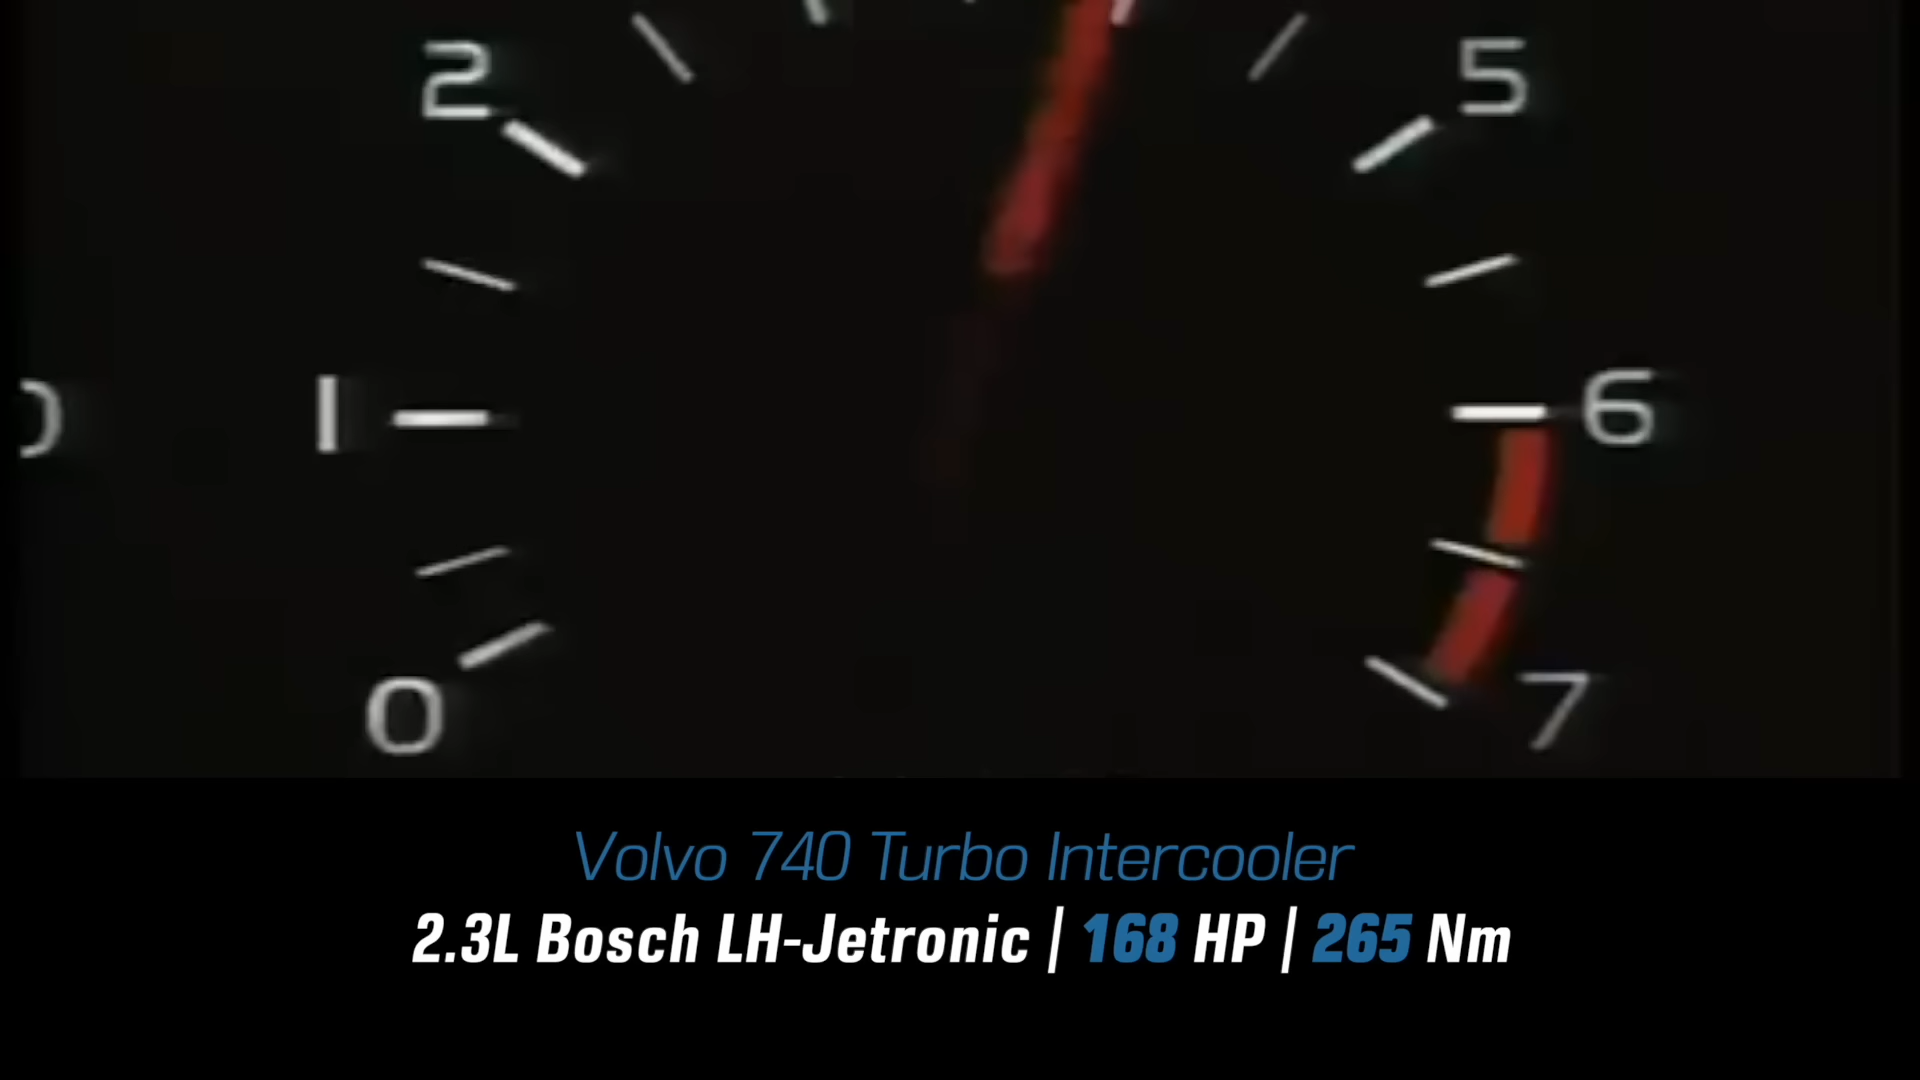 2 5
1 6
0 7
Volvo 740 Turbo Intercooler
2.3L Bosch LH-Jetronic | 168 HP | 265 Nm